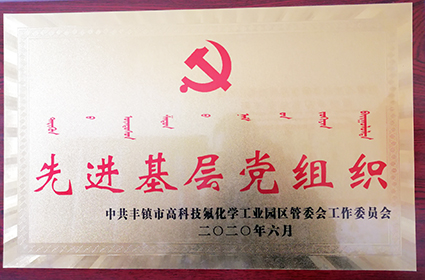 先进基层党组织
中共丰镇市高科技氟化学工业园区管委会工作委员会
二〇二〇年六月